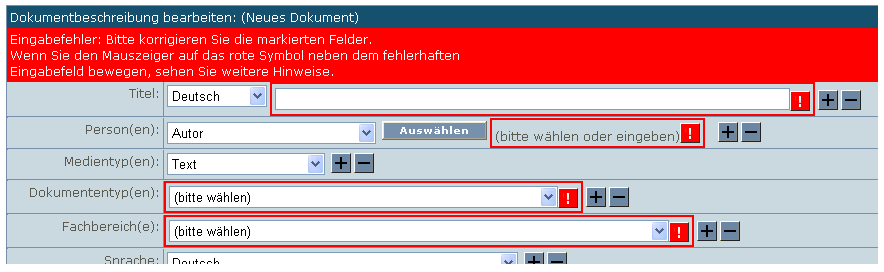 Dokumentbeschreibung bearbeiten: (Neues Dokument)
Eingabefehler: Bitte korrigieren Sie die markierten Felder.
Wenn Sie den Mauszeiger auf das rote Symbol neben dem fehlerhaften
Eingabefeld bewegen, sehen Sie weitere Hinweise.
Titel: Deutsch ! + −
Person(en): Autor Auswählen (bitte wählen oder eingeben) ! + −
Medientyp(en): Text + −
Dokumententyp(en): (bitte wählen) ! + −
Fachbereich(e): (bitte wählen) ! + −
Sprache: Deutsch + −